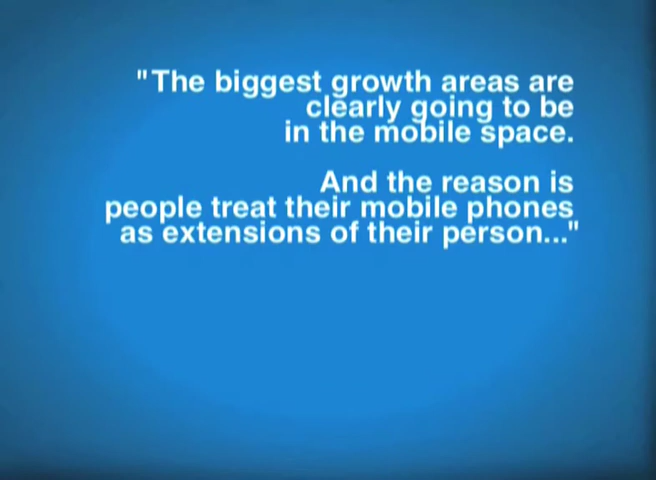 "The biggest growth areas are
clearly going to be
in the mobile space.
And the reason is
people treat their mobile phones
as extensions of their person..."